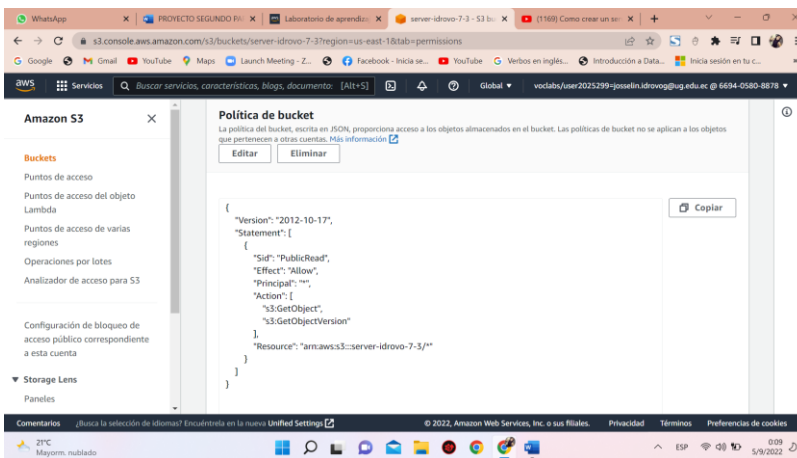 WhatsApp
PROYECTO SEGUNDO PA
Laboratorio de aprendiza
server-idrovo-7-3 - S3 bu
(1169) Como crear un ser
s3.console.aws.amazon.com/s3/buckets/server-idrovo-7-3?region=us-east-1&tab=permissions
Google
Gmail
YouTube
Maps
Launch Meeting - Z...
Facebook - Inicia se...
YouTube
Verbos en inglés...
Introducción a Data...
Inicia sesión en tu c...
aws
Servicios
Buscar servicios, características, blogs, documento:
[Alt+S]
Global
voclabs/user2025299=josselin.idrovog@ug.edu.ec @ 6694-0580-8878
Amazon S3
Buckets
Puntos de acceso
Puntos de acceso del objeto
Lambda
Puntos de acceso de varias
regiones
Operaciones por lotes
Analizador de acceso para S3
Configuración de bloqueo de
acceso público correspondiente
a esta cuenta
Storage Lens
Paneles
Política de bucket
La política del bucket, escrita en JSON, proporciona acceso a los objetos almacenados en el bucket. Las políticas de bucket no se aplican a los objetos
que pertenecen a otras cuentas. Más información
Editar
Eliminar
Copiar
{
"Version": "2012-10-17",
"Statement": [
{
"Sid": "PublicRead",
"Effect": "Allow",
"Principal": "*",
"Action": [
"s3:GetObject",
"s3:GetObjectVersion"
],
"Resource": "arn:aws:s3:::server-idrovo-7-3/*"
}
]
}
Comentarios
¿Busca la selección de idiomas? Encuéntrela en la nueva Unified Settings
© 2022, Amazon Web Services, Inc. o sus filiales.
Privacidad
Términos
Preferencias de cookies
21°C
Mayorm. nublado
ESP
0:09
5/9/2022